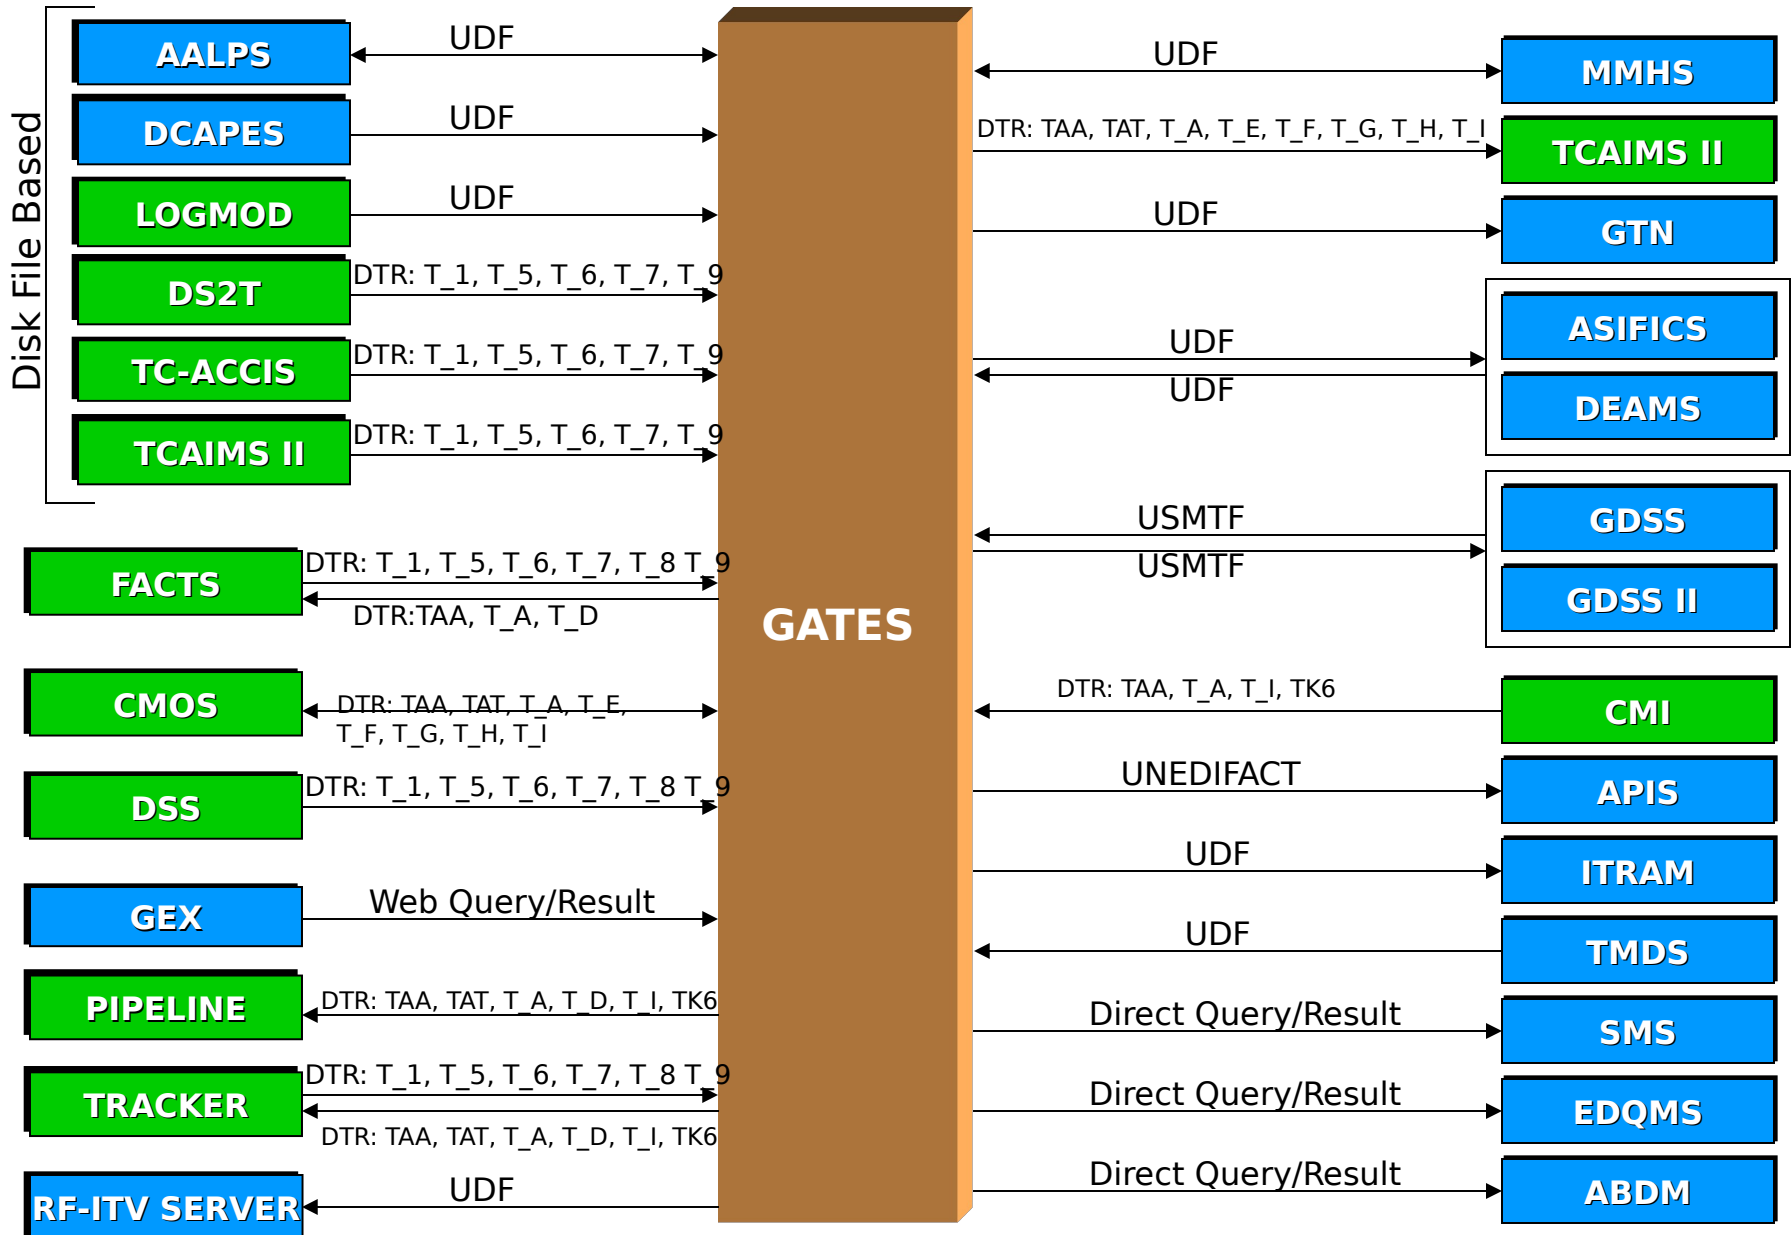 Disk File Based
AALPS
UDF
DCAPES
UDF
LOGMOD
UDF
DS2T
DTR: T_1, T_5, T_6, T_7, T_9
TC-ACCIS
DTR: T_1, T_5, T_6, T_7, T_9
TCAIMS II
DTR: T_1, T_5, T_6, T_7, T_9
FACTS
DTR: T_1, T_5, T_6, T_7, T_8 T_9
DTR:TAA, T_A, T_D
CMOS
DTR: TAA, TAT, T_A, T_E,
T_F, T_G, T_H, T_I
DSS
DTR: T_1, T_5, T_6, T_7, T_8 T_9
GEX
Web Query/Result
PIPELINE
DTR: TAA, TAT, T_A, T_D, T_I, TK6
TRACKER
DTR: T_1, T_5, T_6, T_7, T_8 T_9
DTR: TAA, TAT, T_A, T_D, T_I, TK6
RF-ITV SERVER
UDF
GATES
UDF
MMHS
DTR: TAA, TAT, T_A, T_E, T_F, T_G, T_H, T_I
TCAIMS II
UDF
GTN
UDF
UDF
ASIFICS
DEAMS
USMTF
USMTF
GDSS
GDSS II
DTR: TAA, T_A, T_I, TK6
CMI
UNEDIFACT
APIS
UDF
ITRAM
UDF
TMDS
Direct Query/Result
SMS
Direct Query/Result
EDQMS
Direct Query/Result
ABDM